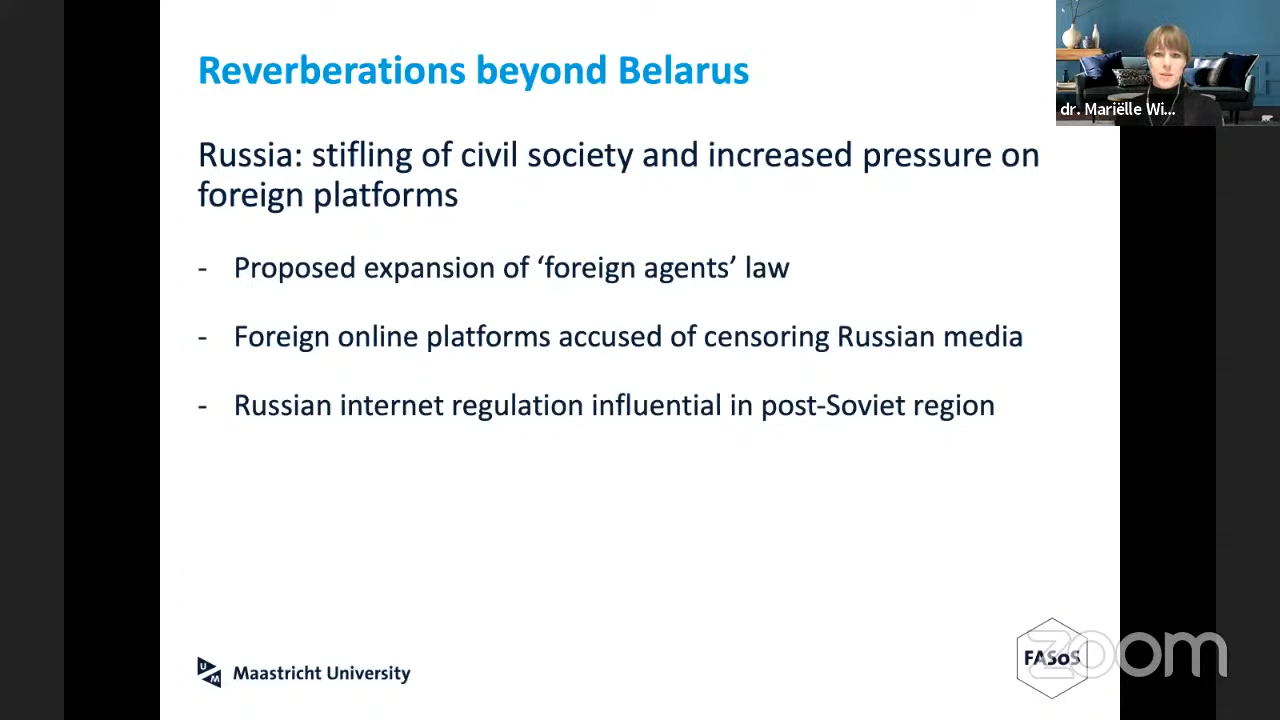 Reverberations beyond Belarus
dr. Mariëlle Wi...
Russia: stifling of civil society and increased pressure on
foreign platforms
- Proposed expansion of ‘foreign agents’ law
- Foreign online platforms accused of censoring Russian media
- Russian internet regulation influential in post-Soviet region
UM Maastricht University
FASoS
zoom